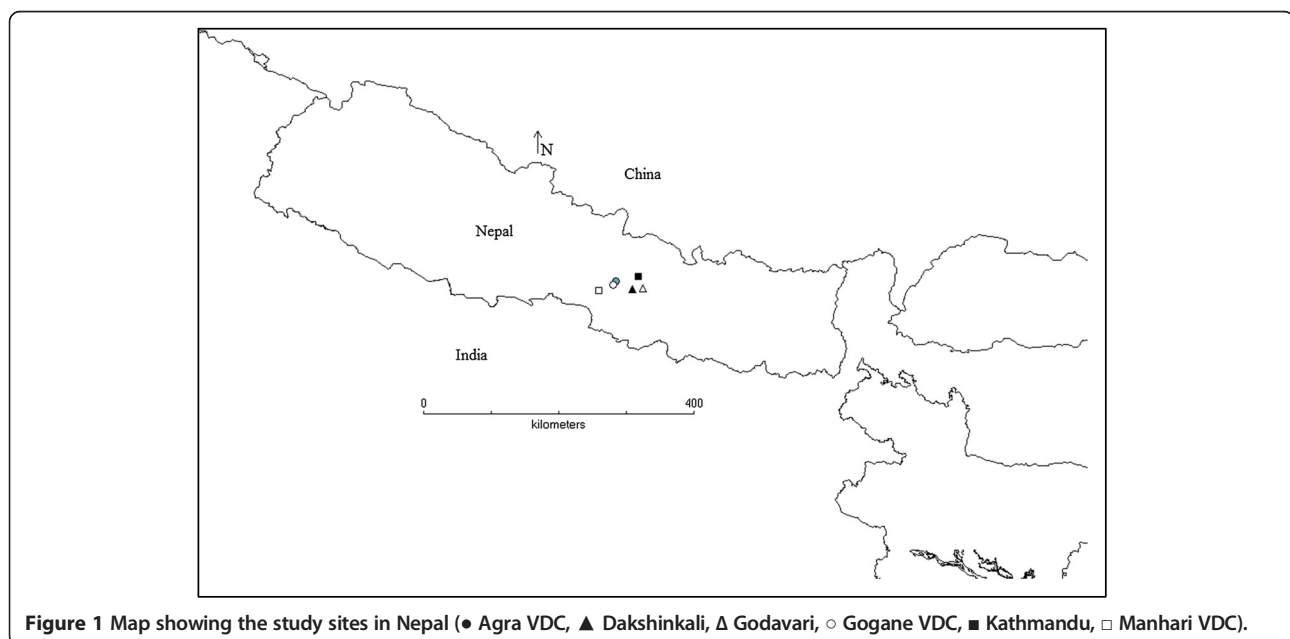 N
China
Nepal
India
0 400
kilometers
Figure 1 Map showing the study sites in Nepal (● Agra VDC, ▲ Dakshinkali, Δ Godavari, ○ Gogane VDC, ■ Kathmandu, □ Manhari VDC).